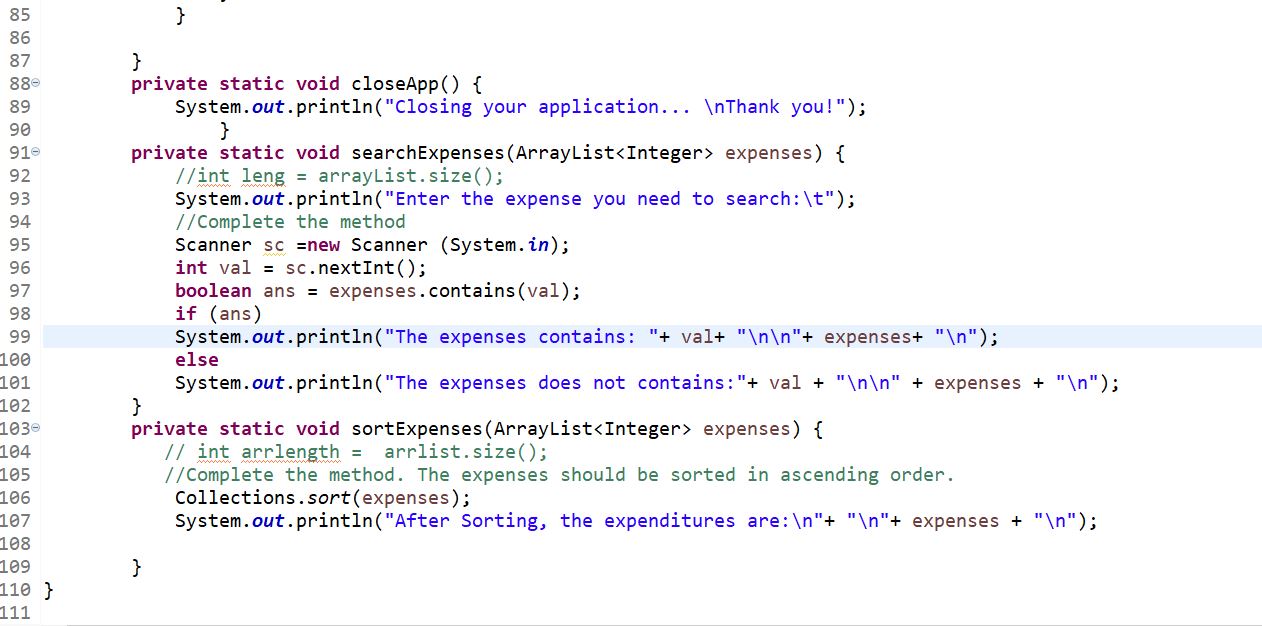 85 }
86
87 }
88 private static void closeApp() {
89 System.out.println("Closing your application... \nThank you!");
90 }
91 private static void searchExpenses(ArrayList<Integer> expenses) {
92 //int leng = arrayList.size();
93 System.out.println("Enter the expense you need to search:\t");
94 //Complete the method
95 Scanner sc =new Scanner (System.in);
96 int val = sc.nextInt();
97 boolean ans = expenses.contains(val);
98 if (ans)
99 System.out.println("The expenses contains: "+ val+ "\n\n"+ expenses+ "\n");
100 else
101 System.out.println("The expenses does not contains:"+ val + "\n\n" + expenses + "\n");
102 }
103 private static void sortExpenses(ArrayList<Integer> expenses) {
104 // int arrlength =  arrlist.size();
105 //Complete the method. The expenses should be sorted in ascending order.
106 Collections.sort(expenses);
107 System.out.println("After Sorting, the expenditures are:\n"+ "\n"+ expenses + "\n");
108
109 }
110 }
111